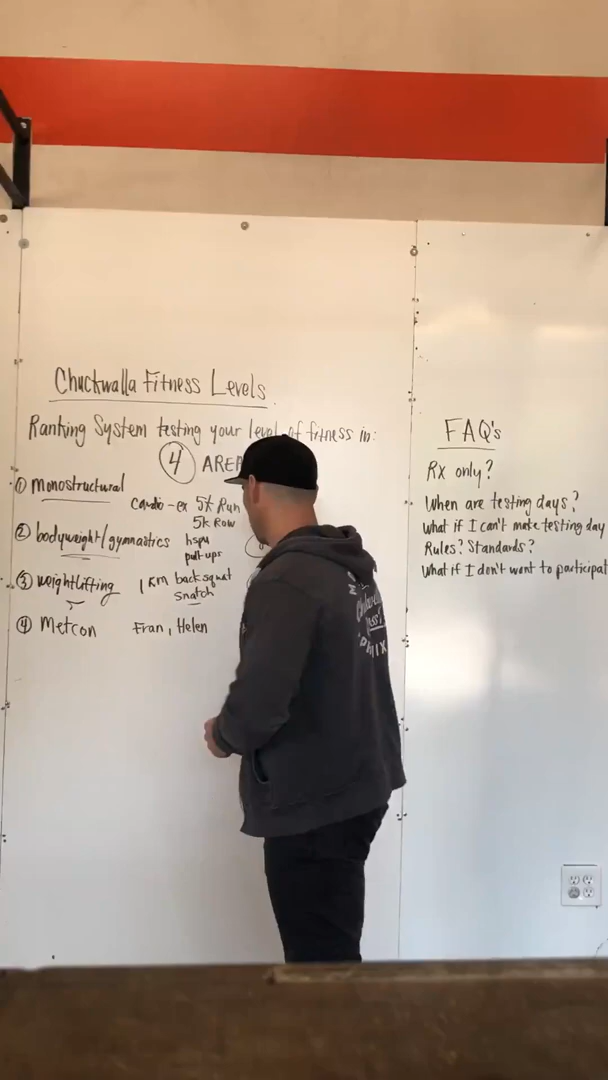 Chuckwalla Fitness Levels
Ranking System testing your level of fitness in:
4 AREA
① monostructural
cardio - ex 5k Run
5k Row
② bodyweight/gymnastics
hspu
pull-ups
③ weightlifting
1 RM back squat
snatch
④ Metcon
Fran, Helen
FAQ's
Rx only?
When are testing days?
What if I can't make testing day
Rules? Standards?
What if I don't want to participat